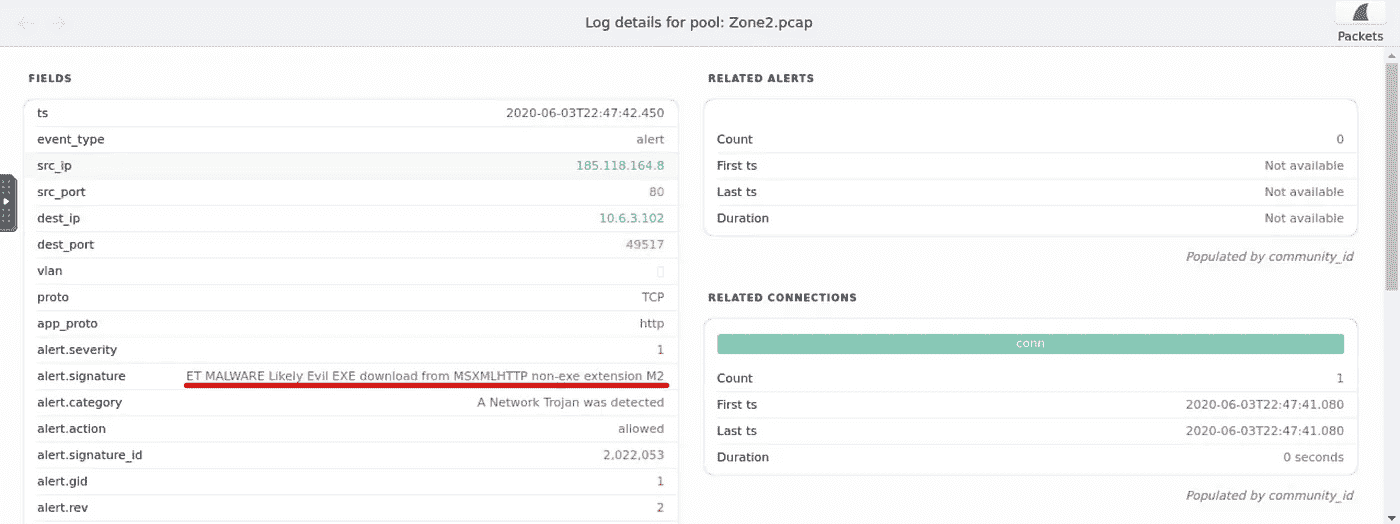 Log details for pool: Zone2.pcap
Packets
FIELDS
ts 2020-06-03T22:47:42.450
event_type alert
src_ip 185.118.164.8
src_port 80
dest_ip 10.6.3.102
dest_port 49517
vlan
proto TCP
app_proto http
alert.severity 1
alert.signature ET MALWARE Likely Evil EXE download from MSXMLHTTP non-exe extension M2
alert.category A Network Trojan was detected
alert.action allowed
alert.signature_id 2,022,053
alert.gid 1
alert.rev 2
RELATED ALERTS
Count 0
First ts Not available
Last ts Not available
Duration Not available
Populated by community_id
RELATED CONNECTIONS
conn
Count 1
First ts 2020-06-03T22:47:41.080
Last ts 2020-06-03T22:47:41.080
Duration 0 seconds
Populated by community_id